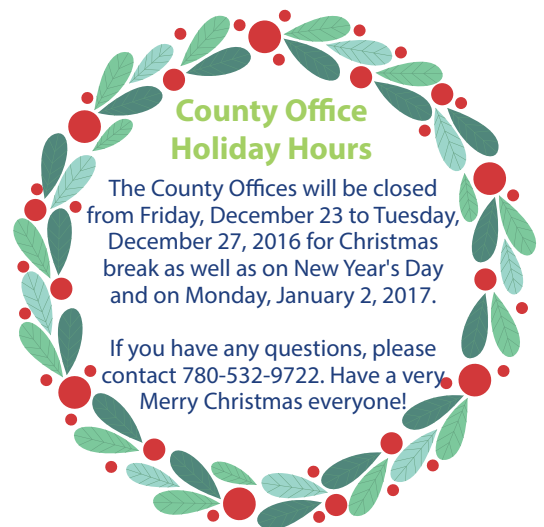 County Office
Holiday Hours
The County Offices will be closed
from Friday, December 23 to Tuesday,
December 27, 2016 for Christmas
break as well as on New Year's Day
and on Monday, January 2, 2017.
If you have any questions, please
contact 780-532-9722. Have a very
Merry Christmas everyone!